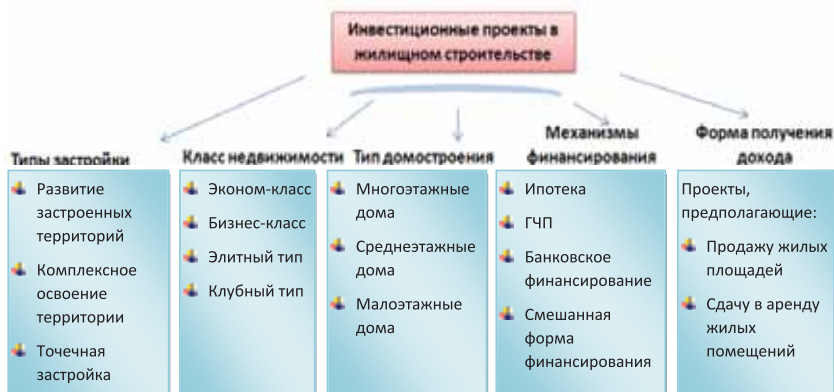 Инвестиционные проекты в
жилищном строительстве
Типы застройки
Развитие
застроенных
территорий
Комплексное
освоение
территории
Точечная
застройка
Класс недвижимости
Эконом-класс
Бизнес-класс
Элитный тип
Клубный тип
Тип домостроения
Многоэтажные
дома
Среднеэтажные
дома
Малоэтажные
дома
Механизмы
финансирования
Ипотека
ГЧП
Банковское
финансирование
Смешанная
форма
финансирования
Форма получения
дохода
Проекты,
предполагающие:
Продажу жилых
площадей
Сдачу в аренду
жилых
помещений